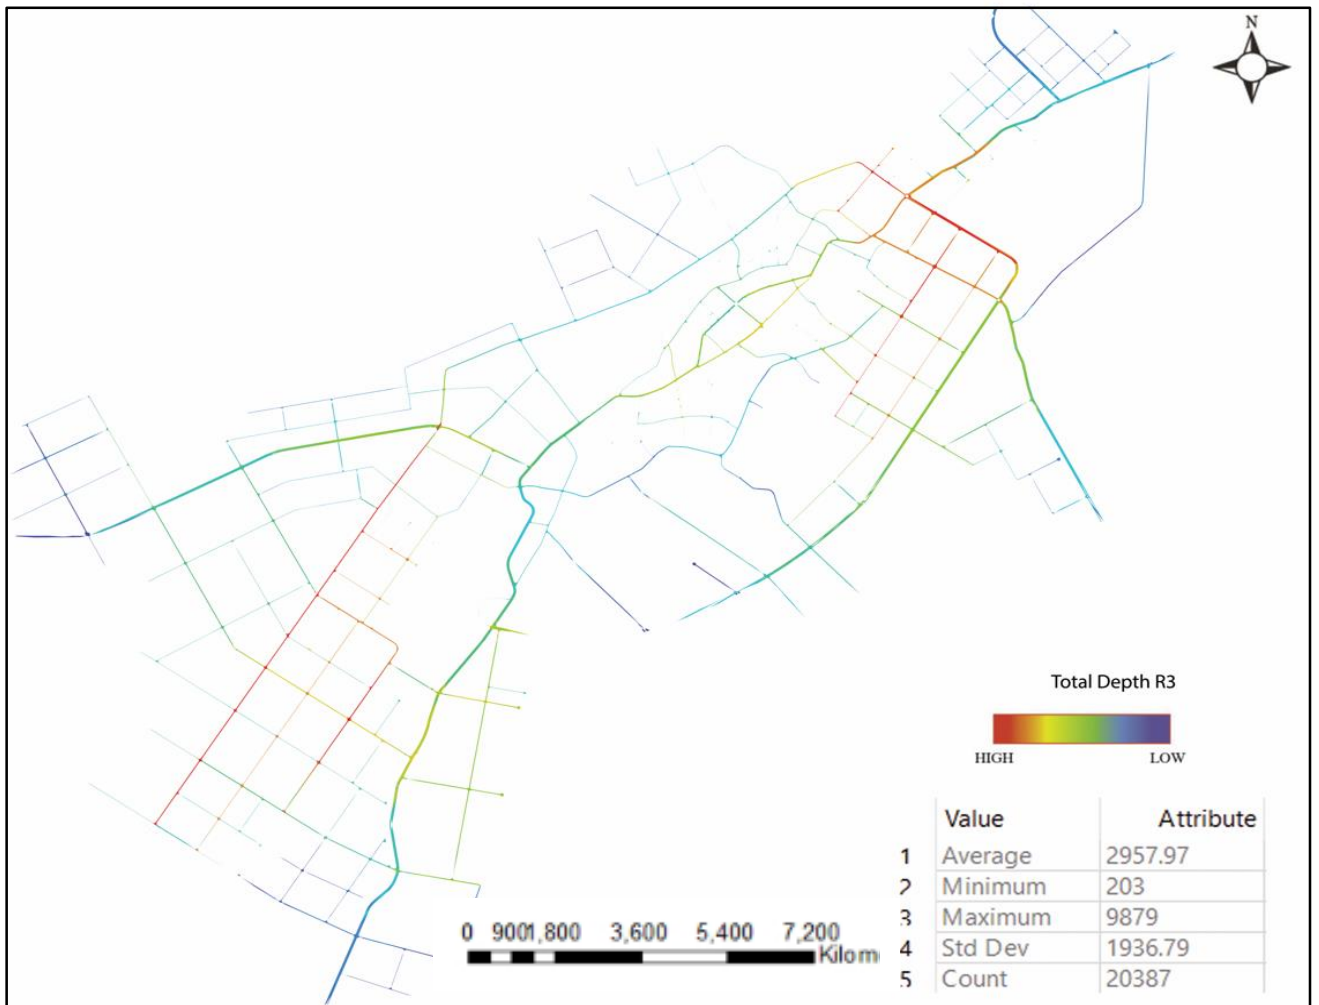 N
Total Depth R3
HIGH LOW
Value Attribute
1 Average 2957.97
2 Minimum 203
3 Maximum 9879
4 Std Dev 1936.79
5 Count 20387
0 9001,800 3,600 5,400 7,200
Kilom